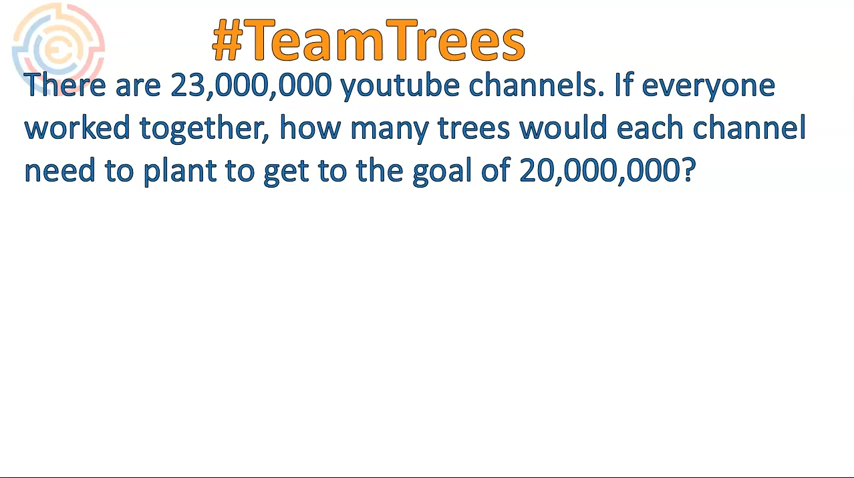 #TeamTrees
There are 23,000,000 youtube channels. If everyone
worked together, how many trees would each channel
need to plant to get to the goal of 20,000,000?